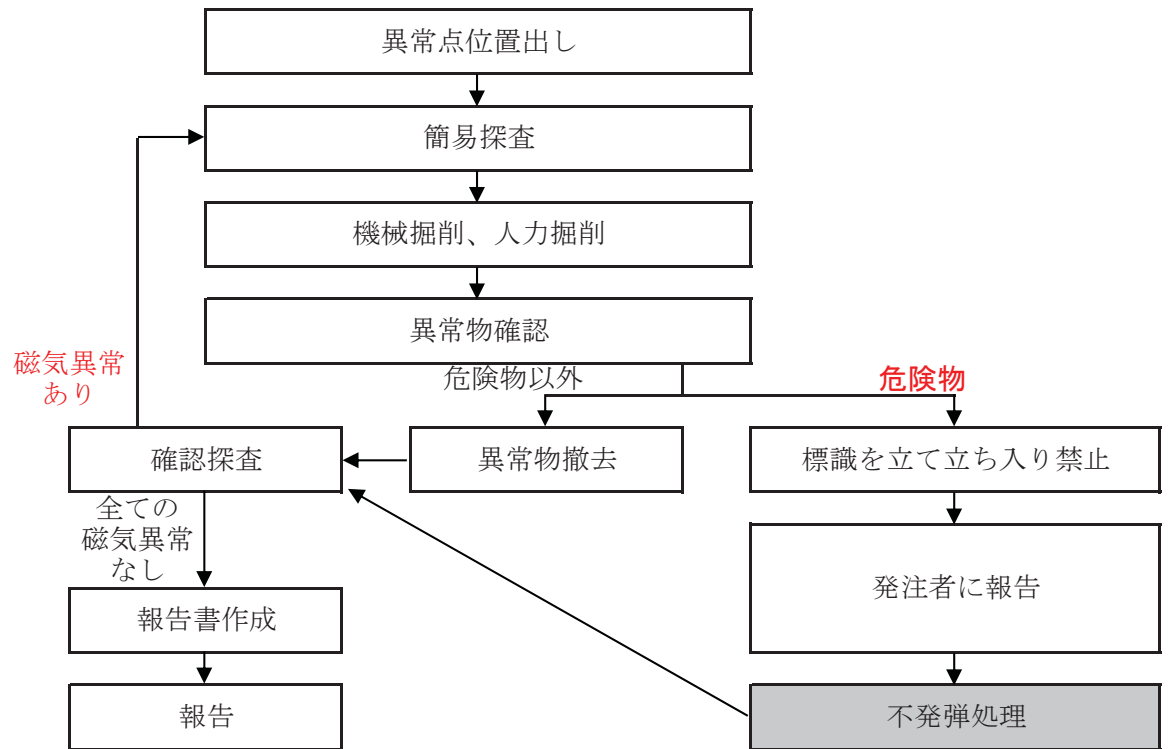 異常点位置出し
簡易探査
機械掘削、人力掘削
異常物確認
磁気異常
あり
危険物以外
危険物
確認探査
異常物撤去
標識を立て立ち入り禁止
全ての
磁気異常
なし
発注者に報告
報告書作成
報告
不発弾処理